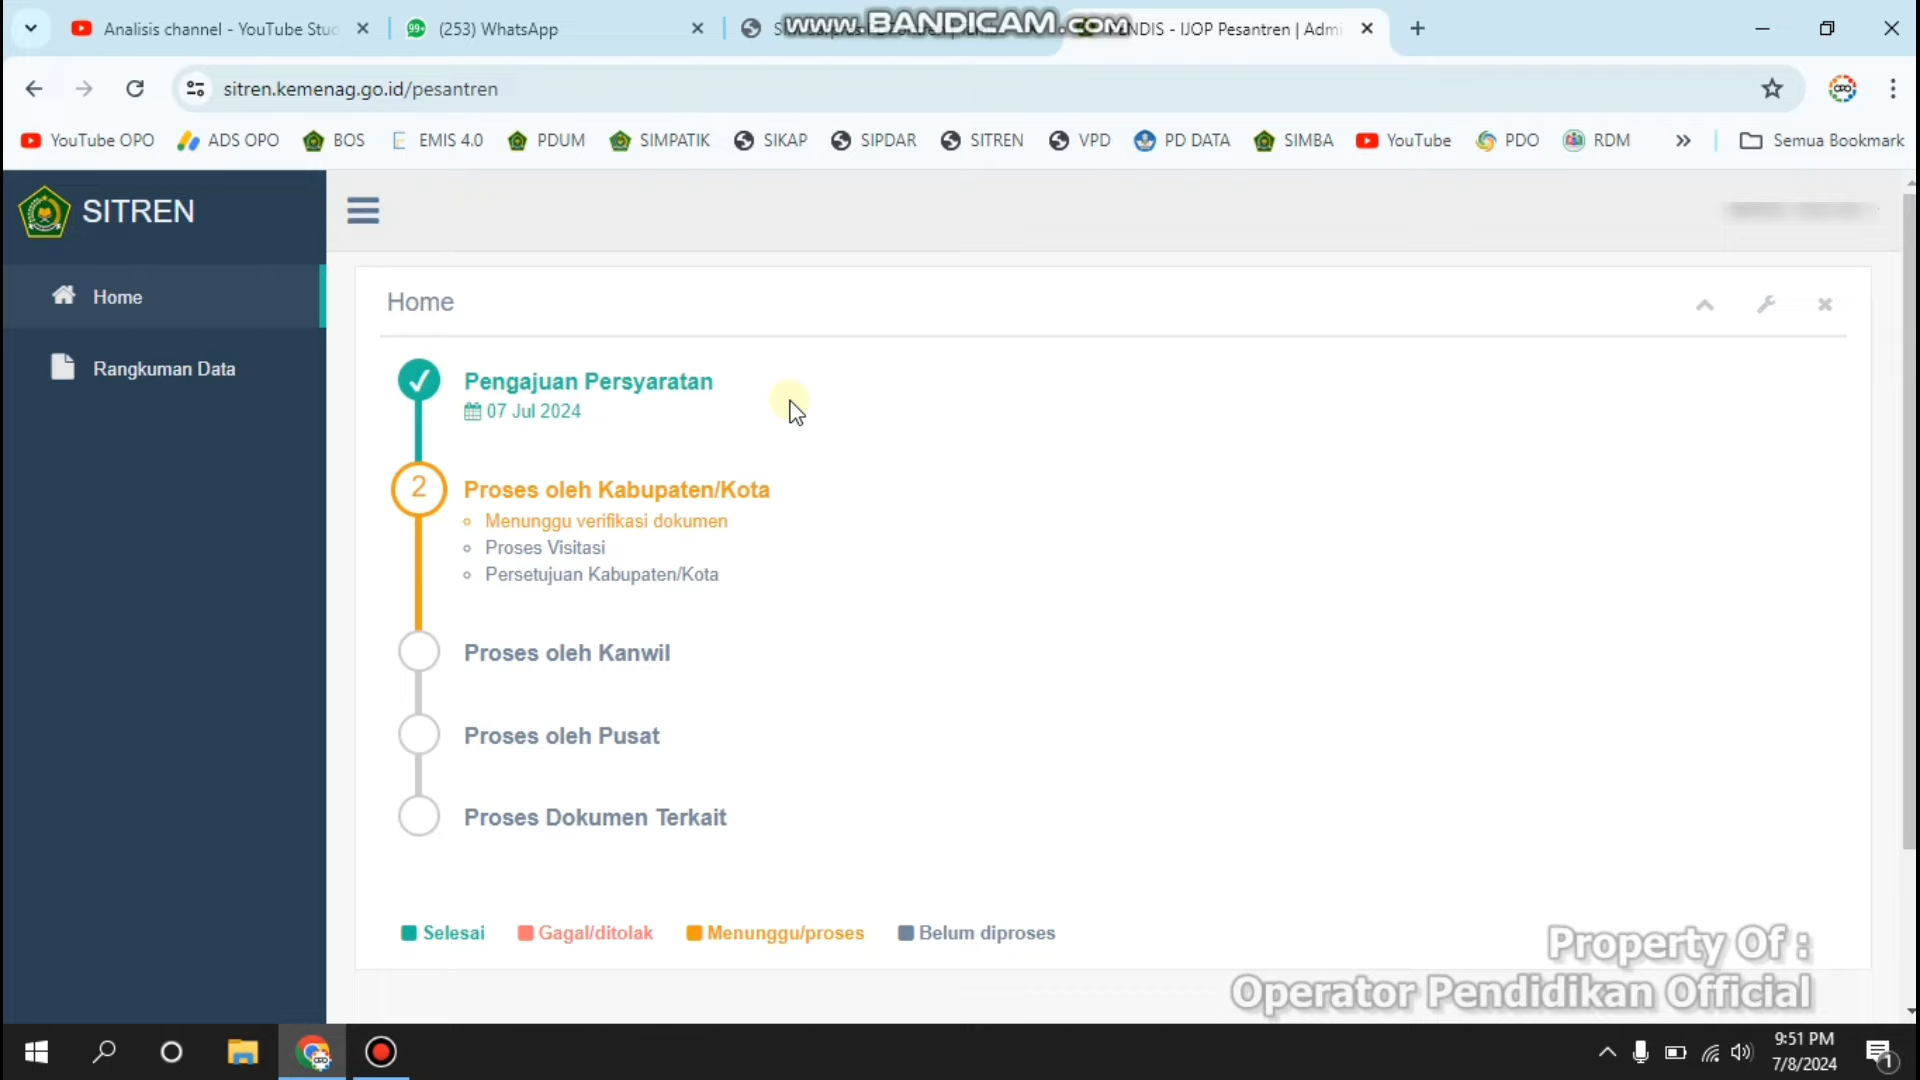 Analisis channel - YouTube Stud
(253) WhatsApp
www.BANDICAM.com
NDIS - IJOP Pesantren | Admi
sitren.kemenag.go.id/pesantren
YouTube OPO
ADS OPO
BOS
EMIS 4.0
PDUM
SIMPATIK
SIKAP
SIPDAR
SITREN
VPD
PD DATA
SIMBA
YouTube
PDO
RDM
Semua Bookmark
SITREN
Home
Rangkuman Data
Home
Pengajuan Persyaratan
07 Jul 2024
2
Proses oleh Kabupaten/Kota
Menunggu verifikasi dokumen
Proses Visitasi
Persetujuan Kabupaten/Kota
Proses oleh Kanwil
Proses oleh Pusat
Proses Dokumen Terkait
Selesai
Gagal/ditolak
Menunggu/proses
Belum diproses
Property Of :
Operator Pendidikan Official
9:51 PM
7/8/2024
1